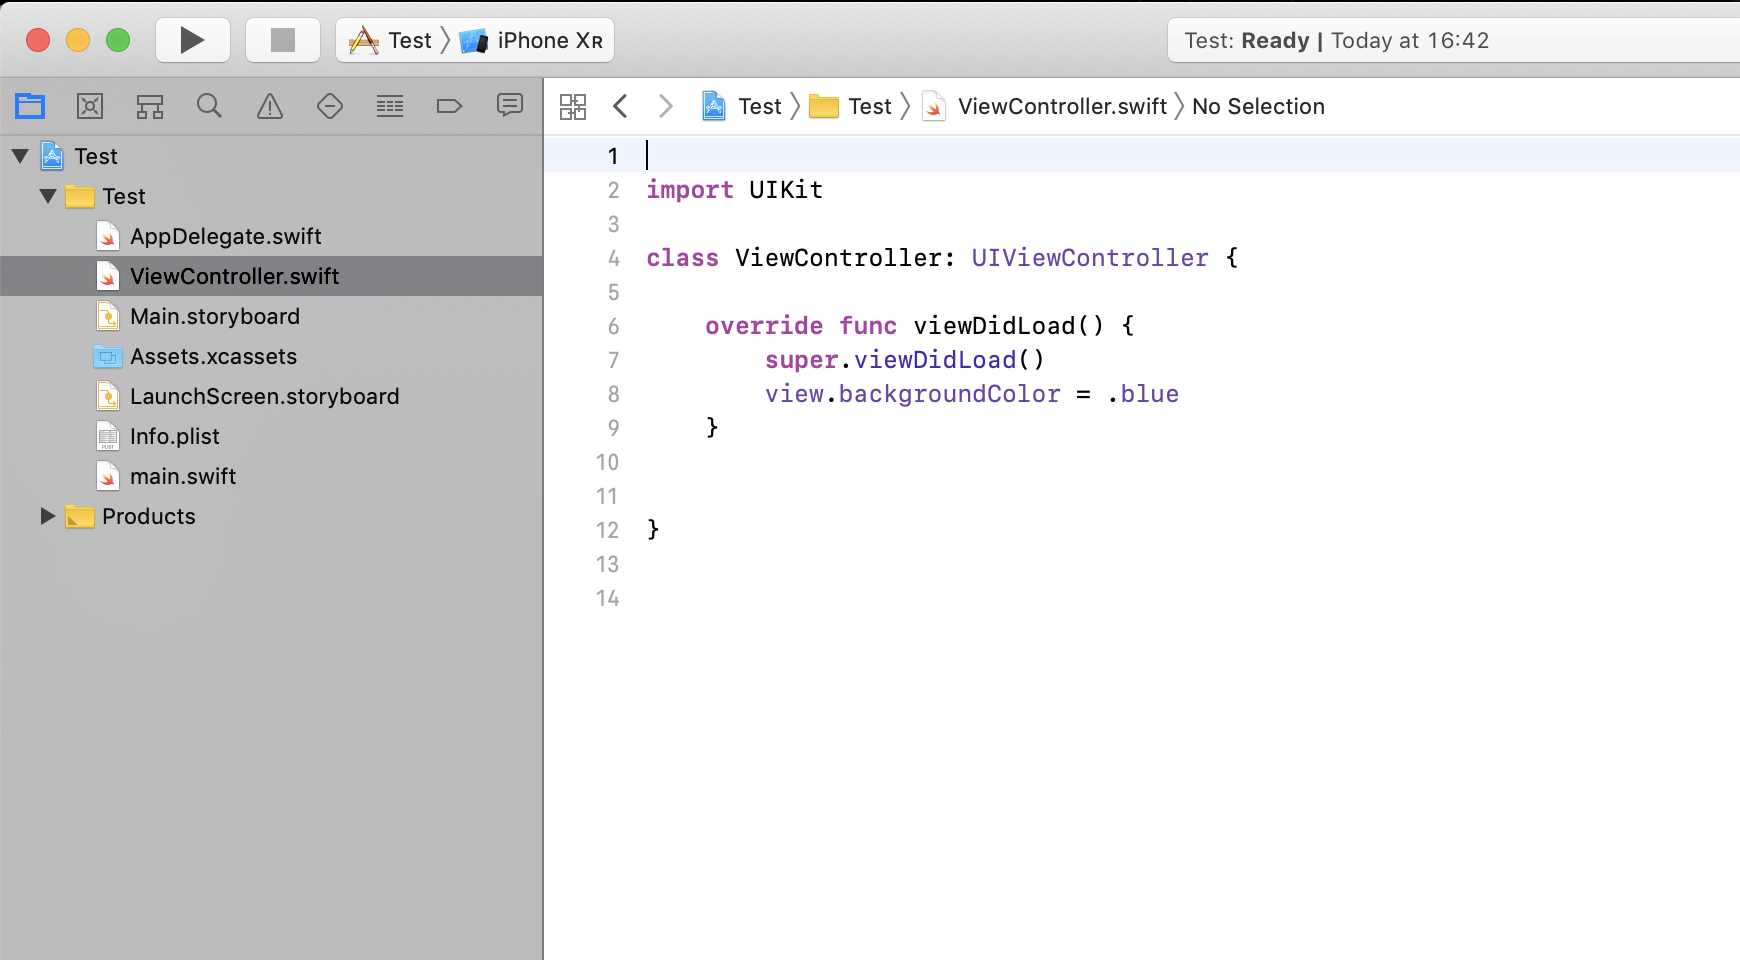 Test iPhone XR
Test: Ready | Today at 16:42
Test Test ViewController.swift No Selection
Test
Test
AppDelegate.swift
ViewController.swift
Main.storyboard
Assets.xcassets
LaunchScreen.storyboard
Info.plist
main.swift
Products
1
2 import UIKit
3
4 class ViewController: UIViewController {
5
6 override func viewDidLoad() {
7 super.viewDidLoad()
8 view.backgroundColor = .blue
9 }
10
11
12 }
13
14